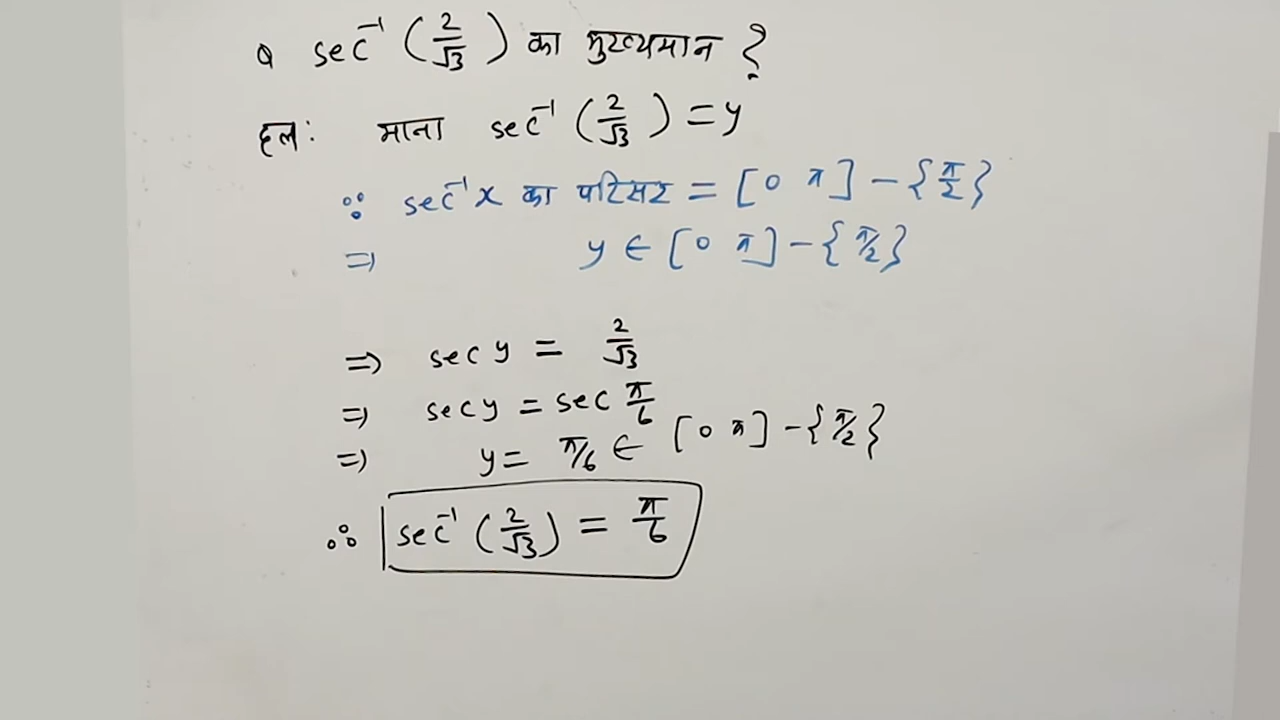 Q sec⁻¹ (2/√3) का मुख्यमान ?
हल: माना sec⁻¹ (2/√3) = y
∵ sec⁻¹x का परिसर = [0 π] - {π/2}
⇒ y ∈ [0 π] - {π/2}
⇒ sec y = 2/√3
⇒ sec y = sec π/6
⇒ y = π/6 ∈ [0 π] - {π/2}
∴ sec⁻¹ (2/√3) = π/6